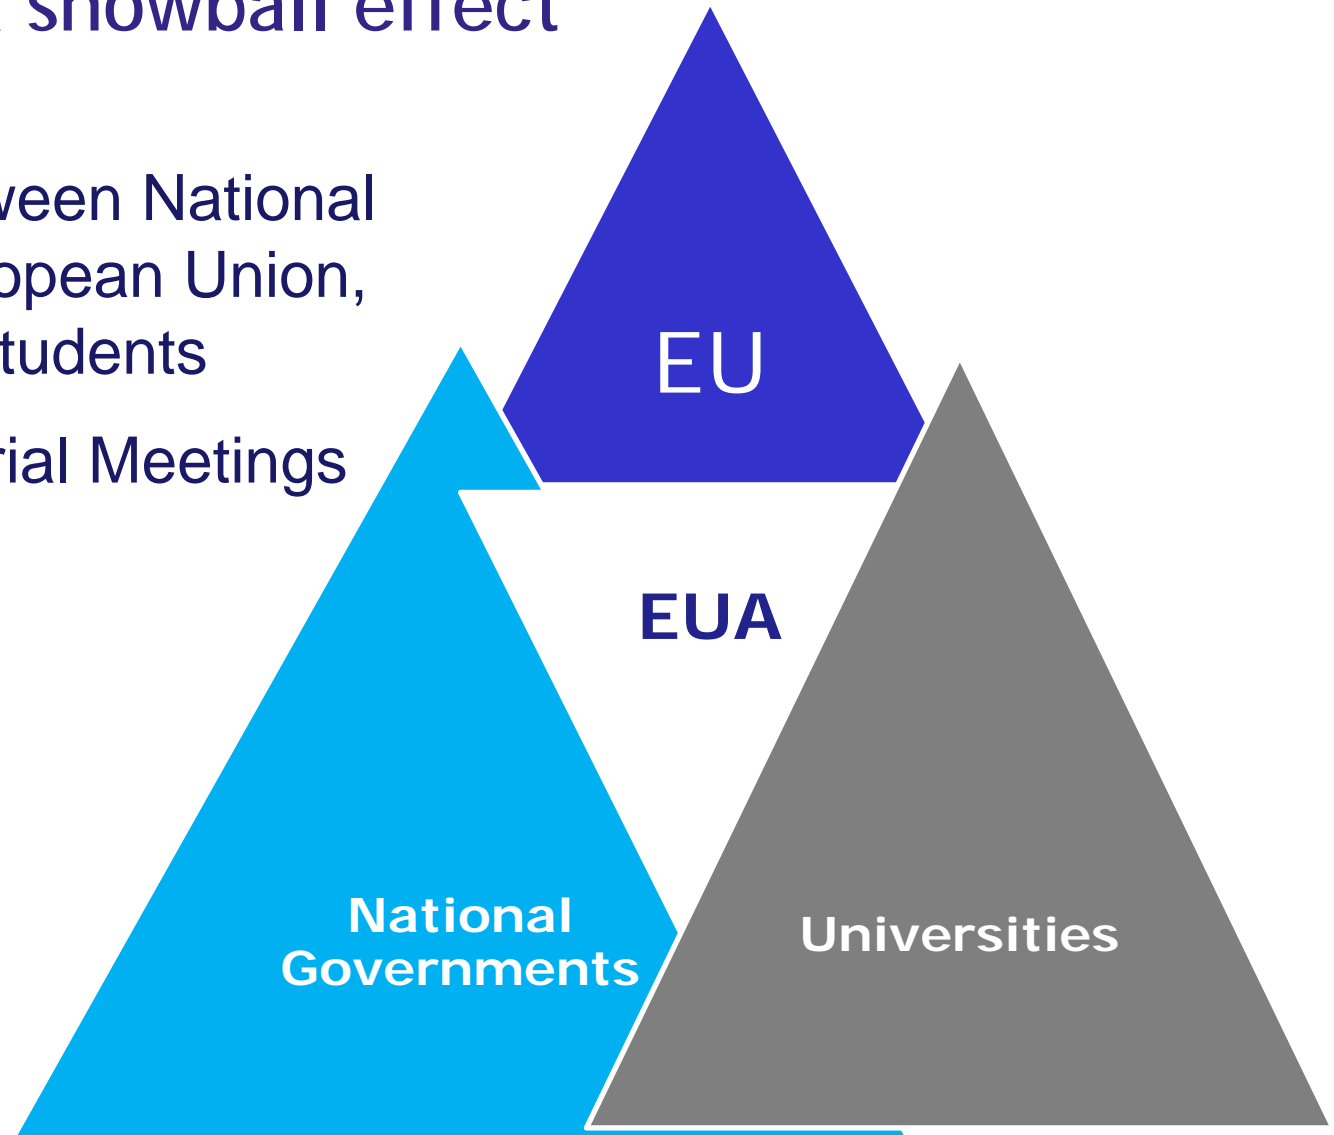 snowball effect
ween National
opean Union,
tudents
rial Meetings
EU
EUA
National
Governments
Universities